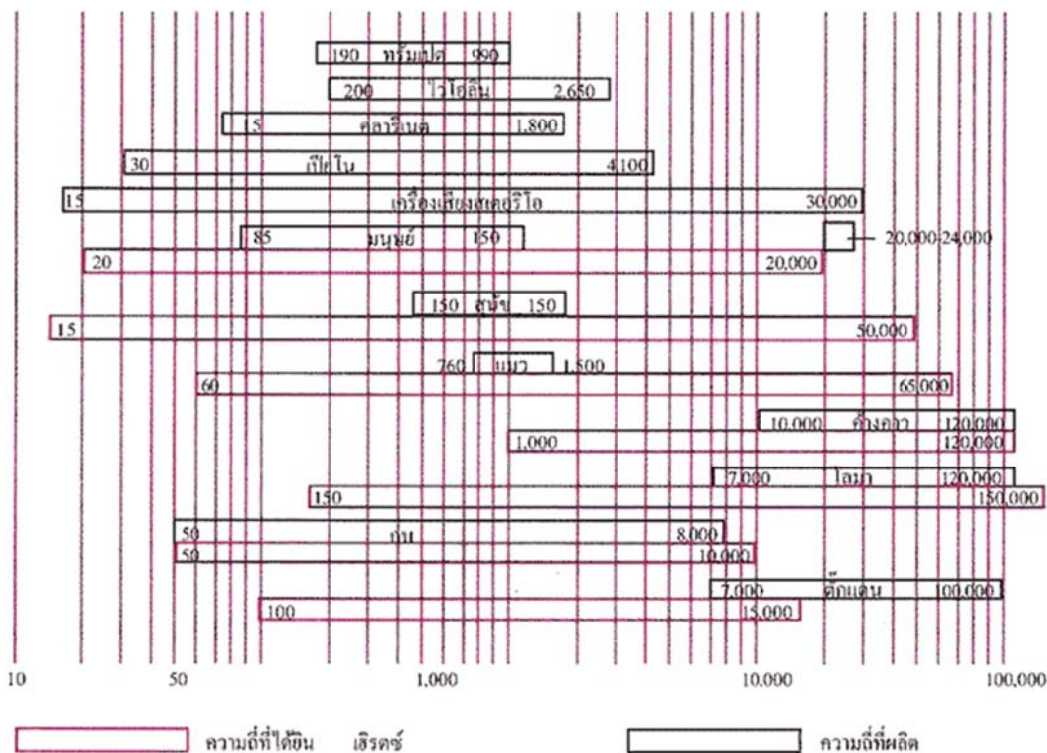 190 ทรัมเปต 990
200 ไวโอลิน 2.650
15 คลาริเนต 1.800
30 เปียโน 4.100
15 เครื่องเสียงสเตอริโอ 30,000
85 มนุษย์ 150 20,000-24,000
20 20,000
150 สุนัข 150
15 50,000
760 แมว 1,500
60 65,000
10,000 ค้างคาว 120,000
1,000 120,000
7,000 โลมา 120,000
150 150,000
50 กบ 8,000
50 10,000
7,000 ตั๊กแตน 100,000
100 15,000
10 50 1,000 10,000 100,000
ความถี่ที่ได้ยิน เฮิรตซ์ ความถี่ที่ผลิต